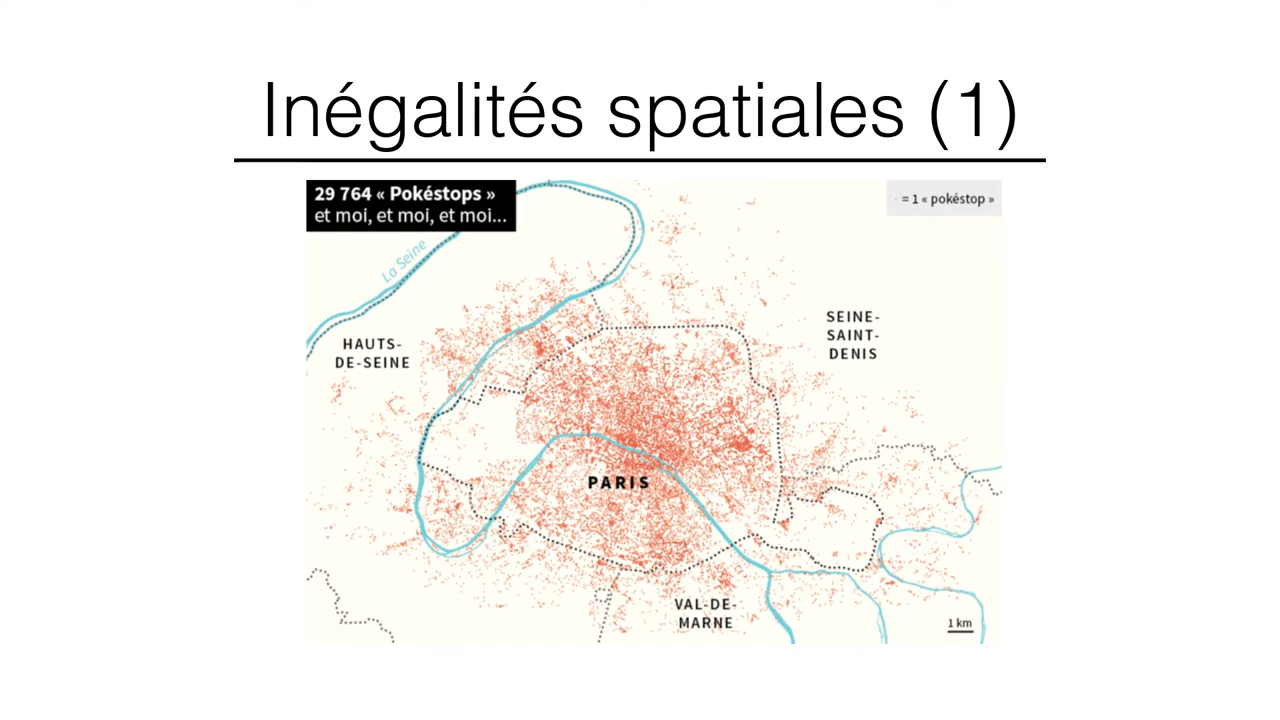 Inégalités spatiales (1)
29 764 « Pokéstops »
et moi, et moi, et moi...
= 1 « pokéstop »
La Seine
HAUTS-
DE-SEINE
SEINE-
SAINT-
DENIS
PARIS
VAL-DE-
MARNE
1 km